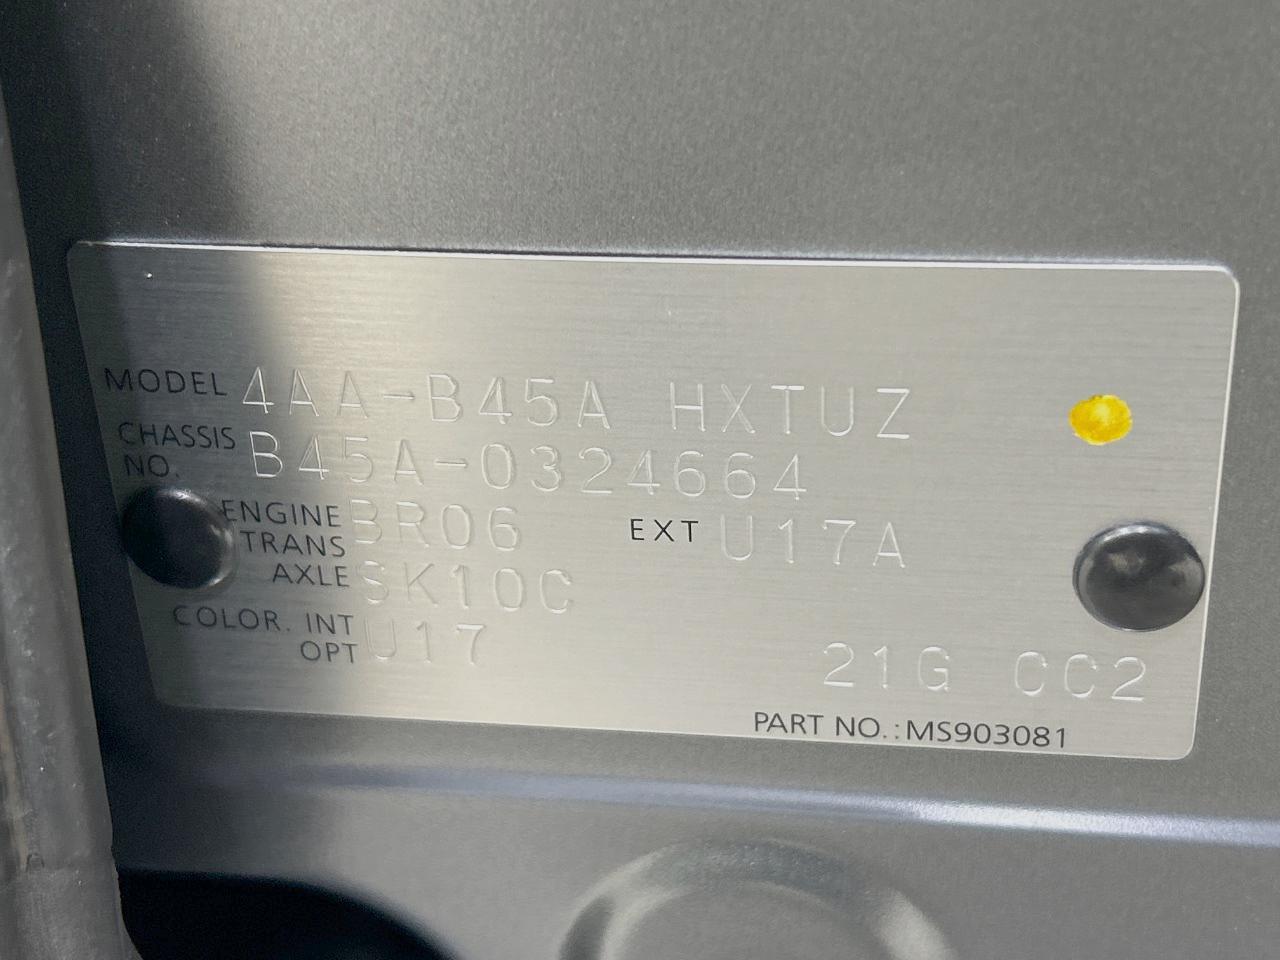 MODEL 4AA-B45A HXTUZ
CHASSIS NO. B45A-0324664
ENGINE BR06 EXT U17A
TRANS AXLE SK10C
COLOR. INT OPT U17 21G CC2
PART NO.:MS903081